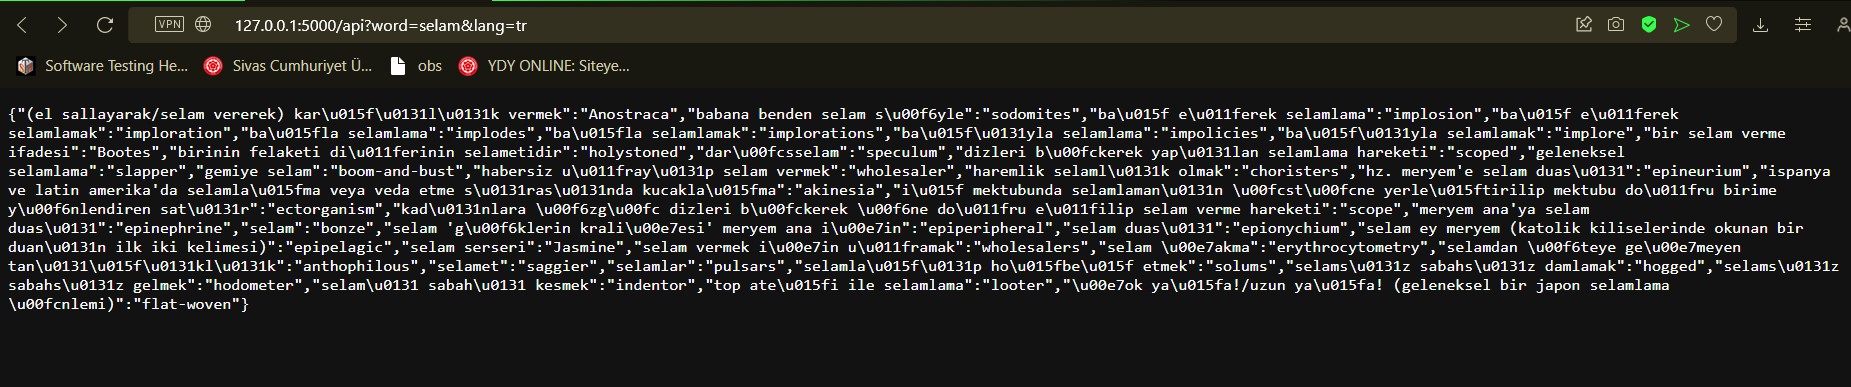 VPN 127.0.0.1:5000/api?word=selam&lang=tr
Software Testing He... Sivas Cumhuriyet Ü... obs YDY ONLINE: Siteye...
{"(el sallayarak/selam vererek) kar\u015f\u0131l\u0131k vermek":"Anostraca","babana benden selam s\u00f6yle":"sodomites","ba\u015f e\u011ferek selamlama":"implosion","ba\u015f e\u011ferek
selamlamak":"imploration","ba\u015fla selamlama":"implodes","ba\u015fla selamlamak":"implorations","ba\u015f\u0131yla selamlama":"impolicies","ba\u015f\u0131yla selamlamak":"implore","bir selam verme
ifadesi":"Bootes","birinin felaketi di\u011ferinin selametidir":"holystoned","dar\u00fcsselam":"speculum","dizleri b\u00fckerek yap\u0131lan selamlama hareketi":"scoped","geleneksel
selamlama":"slapper","gemiye selam":"boom-and-bust","habersiz u\u011fray\u0131p selam vermek":"wholesaler","haremlik selaml\u0131k olmak":"choristers","hz. meryem'e selam duas\u0131":"epineurium","ispanya
ve latin amerika'da selamla\u015fma veya veda etme s\u0131ras\u0131nda kucakla\u015fma":"akinesia","i\u015f mektubunda selamlaman\u0131n \u00fcst\u00fcne yerle\u015ftirilip mektubu do\u011fru birime
y\u00f6nlendiren sat\u0131r":"ectorganism","kad\u0131nlara \u00f6zg\u00fc dizleri b\u00fckerek \u00f6ne do\u011fru e\u011filip selam verme hareketi":"scope","meryem ana'ya selam
duas\u0131":"epinephrine","selam":"bonze","selam 'g\u00f6klerin krali\u00e7esi' meryem ana i\u00e7in":"epiperipheral","selam duas\u0131":"epionychium","selam ey meryem (katolik kiliselerinde okunan bir
duan\u0131n ilk iki kelimesi)":"epipelagic","selam serseri":"Jasmine","selam vermek i\u00e7in u\u011framak":"wholesalers","selam \u00e7akma":"erythrocytometry","selamdan \u00f6teye ge\u00e7meyen
tan\u0131\u015f\u0131kl\u0131k":"anthophilous","selamet":"saggier","selamlar":"pulsars","selamla\u015f\u0131p ho\u015fbe\u015f etmek":"solums","selams\u0131z sabahs\u0131z damlamak":"hogged","selams\u0131z
sabahs\u0131z gelmek":"hodometer","selam\u0131 sabah\u0131 kesmek":"indentor","top ate\u015fi ile selamlama":"looter","\u00e7ok ya\u015fa!/uzun ya\u015fa! (geleneksel bir japon selamlama
\u00fcnlemi)":"flat-woven"}